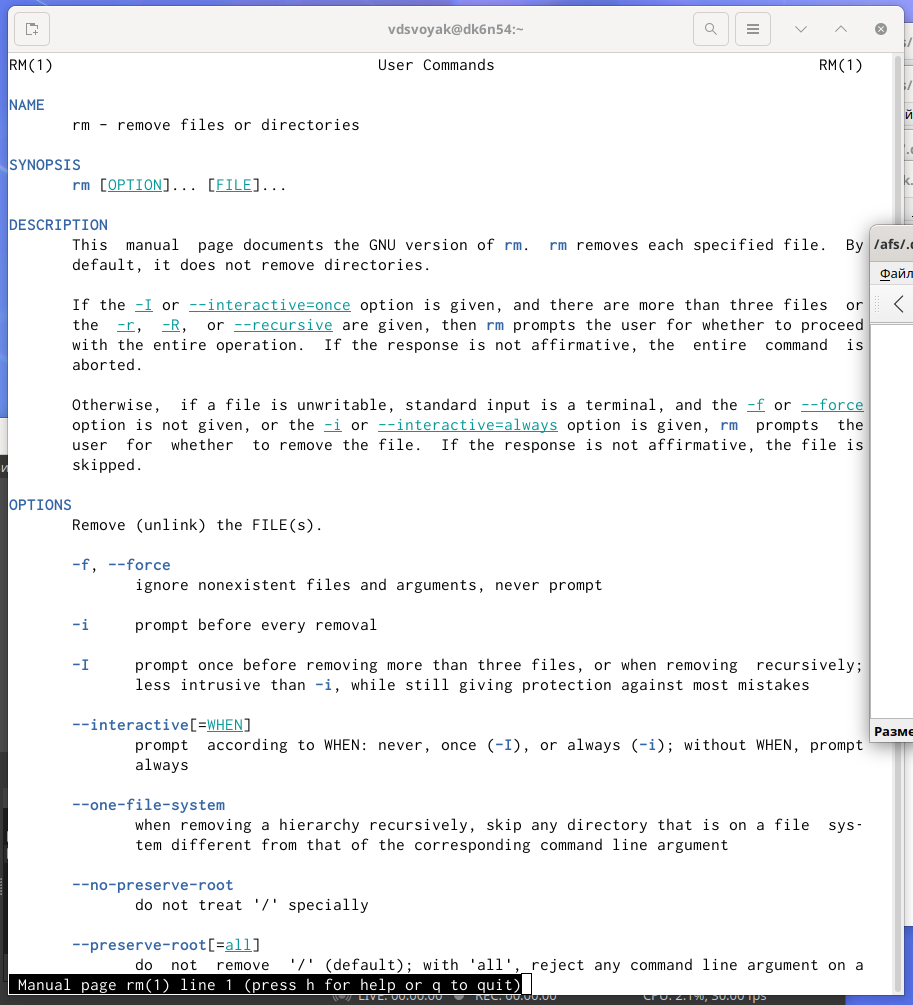 vdsvoyak@dk6n54:~
RM(1) User Commands RM(1)
NAME
rm - remove files or directories
SYNOPSIS
rm [OPTION]... [FILE]...
DESCRIPTION
This manual page documents the GNU version of rm. rm removes each specified file. By
default, it does not remove directories.
If the -I or --interactive=once option is given, and there are more than three files or
the -r, -R, or --recursive are given, then rm prompts the user for whether to proceed
with the entire operation. If the response is not affirmative, the entire command is
aborted.
Otherwise, if a file is unwritable, standard input is a terminal, and the -f or --force
option is not given, or the -i or --interactive=always option is given, rm prompts the
user for whether to remove the file. If the response is not affirmative, the file is
skipped.
OPTIONS
Remove (unlink) the FILE(s).
-f, --force
ignore nonexistent files and arguments, never prompt
-i prompt before every removal
-I prompt once before removing more than three files, or when removing recursively;
less intrusive than -i, while still giving protection against most mistakes
--interactive[=WHEN]
prompt according to WHEN: never, once (-I), or always (-i); without WHEN, prompt
always
--one-file-system
when removing a hierarchy recursively, skip any directory that is on a file sys-
tem different from that of the corresponding command line argument
--no-preserve-root
do not treat '/' specially
--preserve-root[=all]
do not remove '/' (default); with 'all', reject any command line argument on a
Manual page rm(1) line 1 (press h for help or q to quit)
/afs/.
Файл
Разме
LIVE: 00:00:00 REC: 00:00:00 CPU: 2.1%, 30.00 fps